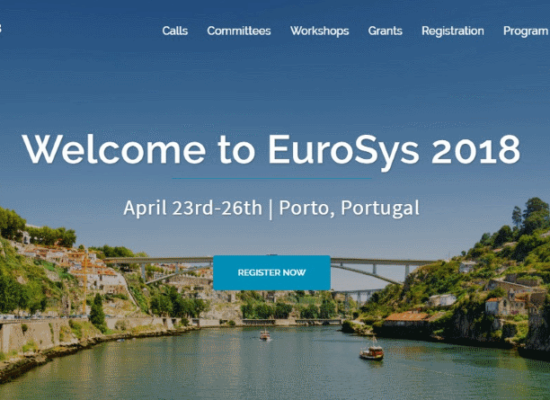 Calls Committees Workshops Grants Registration Program
Welcome to EuroSys 2018
April 23rd-26th | Porto, Portugal
REGISTER NOW